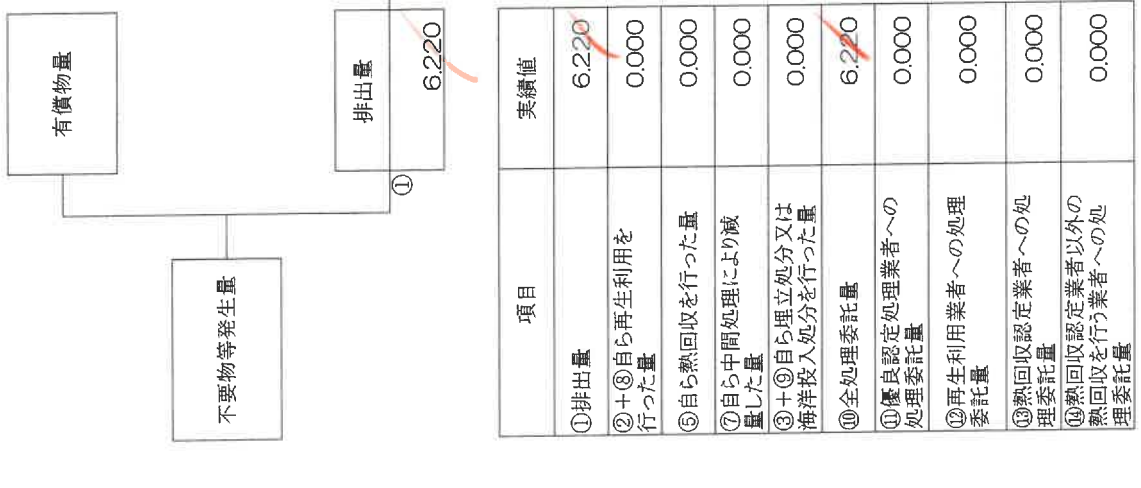 有償物量
不要物等発生量
排出量
①
6.220
項目
実績値
①排出量
6.220
②+⑧自ら再生利用を
行った量
0.000
⑤自ら熱回収を行った量
0.000
⑦自ら中間処理により減
量した量
0.000
③+⑨自ら埋立処分又は
海洋投入処分を行った量
0.000
⑩全処理委託量
6.220
⑪優良認定処理業者への
処理委託量
0.000
⑫再生利用業者への処理
委託量
0.000
⑬熱回収認定業者への処
理委託量
0.000
⑭熱回収認定業者以外の
熱回収を行う業者への処
理委託量
0.000